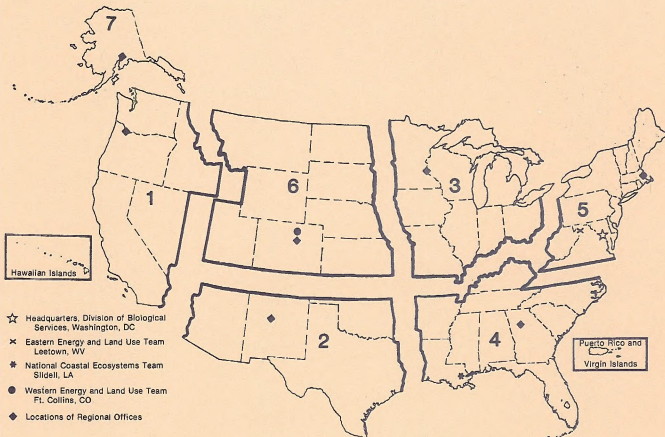 7
1
6
3
5
2
4
Hawaiian Islands
Puerto Rico and
Virgin Islands
Headquarters, Division of Biological
Services, Washington, DC
Eastern Energy and Land Use Team
Leetown, WV
National Coastal Ecosystems Team
Slidell, LA
Western Energy and Land Use Team
Ft. Collins, CO
Locations of Regional Offices